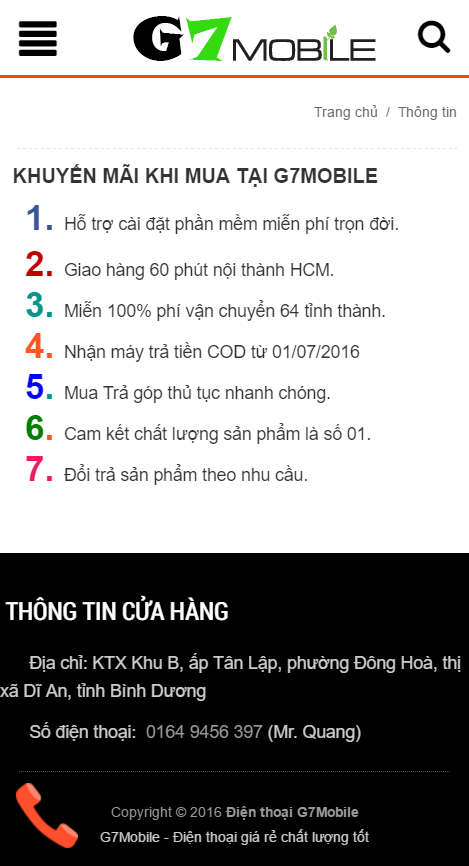 G7MOBILE
Trang chủ / Thông tin
KHUYẾN MÃI KHI MUA TẠI G7MOBILE
1. Hỗ trợ cài đặt phần mềm miễn phí trọn đời.
2. Giao hàng 60 phút nội thành HCM.
3. Miễn 100% phí vận chuyển 64 tỉnh thành.
4. Nhận máy trả tiền COD từ 01/07/2016
5. Mua Trả góp thủ tục nhanh chóng.
6. Cam kết chất lượng sản phẩm là số 01.
7. Đổi trả sản phẩm theo nhu cầu.
THÔNG TIN CỬA HÀNG
Địa chỉ: KTX Khu B, ấp Tân Lập, phường Đông Hoà, thị
xã Dĩ An, tỉnh Bình Dương
Số điện thoại: 0164 9456 397 (Mr. Quang)
Copyright © 2016 Điện thoại G7Mobile
G7Mobile - Điện thoại giá rẻ chất lượng tốt